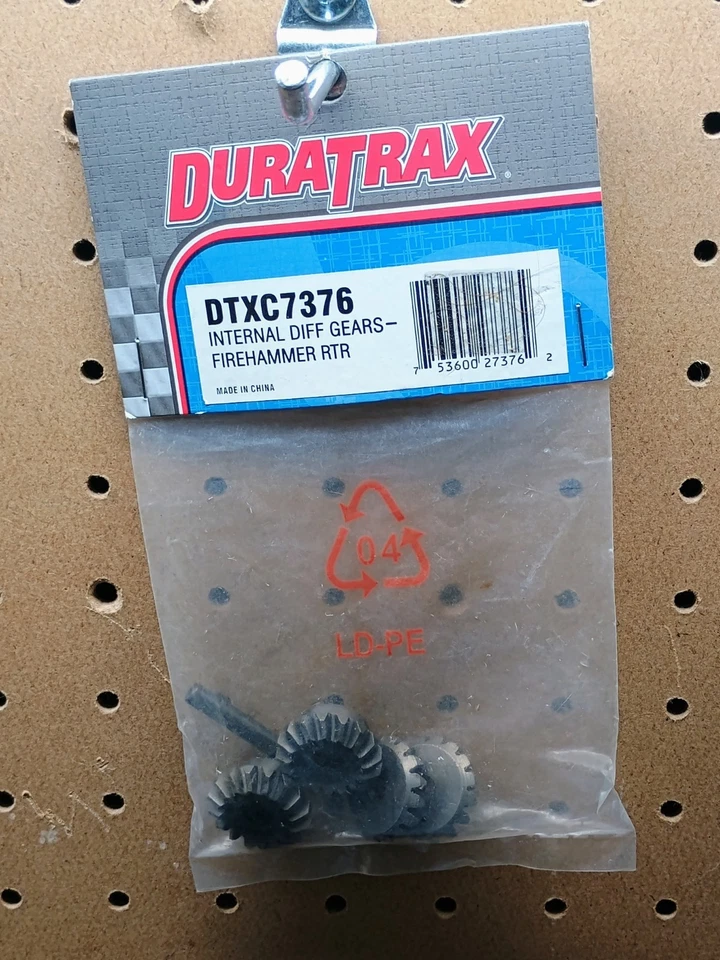 DURATRAX®
DTXC7376
INTERNAL DIFF GEARS–
FIREHAMMER RTR
MADE IN CHINA
7 53600 27376 2
04
LD-PE